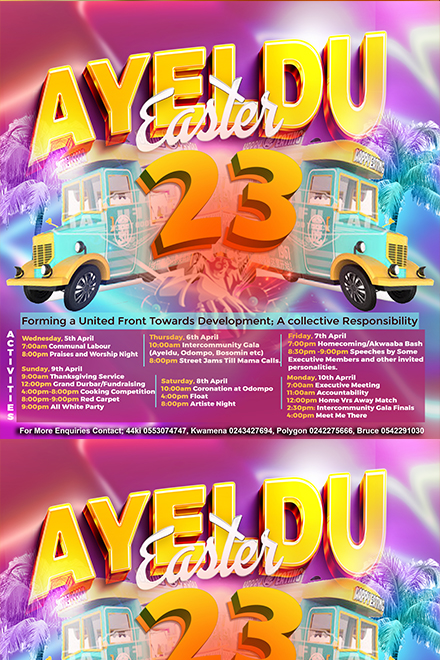 AYELDU
Easter
23
Forming a United Front Towards Development; A collective Responsibility
ACTIVITIES
Wednesday, 5th April
7:00am Communal Labour
8:00pm Praises and Worship Night
Sunday, 9th April
9:00am Thanksgiving Service
12:00pm Grand Durbar/Fundraising
4:00pm-8:00pm Cooking Competition
8:00pm-9:00pm Red Carpet
9:00pm All White Party
Thursday, 6th April
10:00am Intercommunity Gala
(Ayeldu, Odompo, Bosomin etc)
8:00pm Street Jams Till Mama Calls.
Saturday, 8th April
10:00am Coronation at Odompo
4:00pm Float
8:00pm Artiste Night
Friday, 7th April
7:00pm Homecoming/Akwaaba Bash
8:30pm -9:00pm Speeches by Some
Executive Members and other invited
personalities.
Monday, 10th Aprril
7:00am Executive Meeting
11:00am Accountability
12:00pm Home Vrs Away Match
2:30pm: Intercommunity Gala Finals
4:00pm Meet Me There
For More Enquiries Contact; 44ki 0553074747, Kwamena 0243427694, Polygon 0242275666, Bruce 0542291030
AYELDU
Easter
23